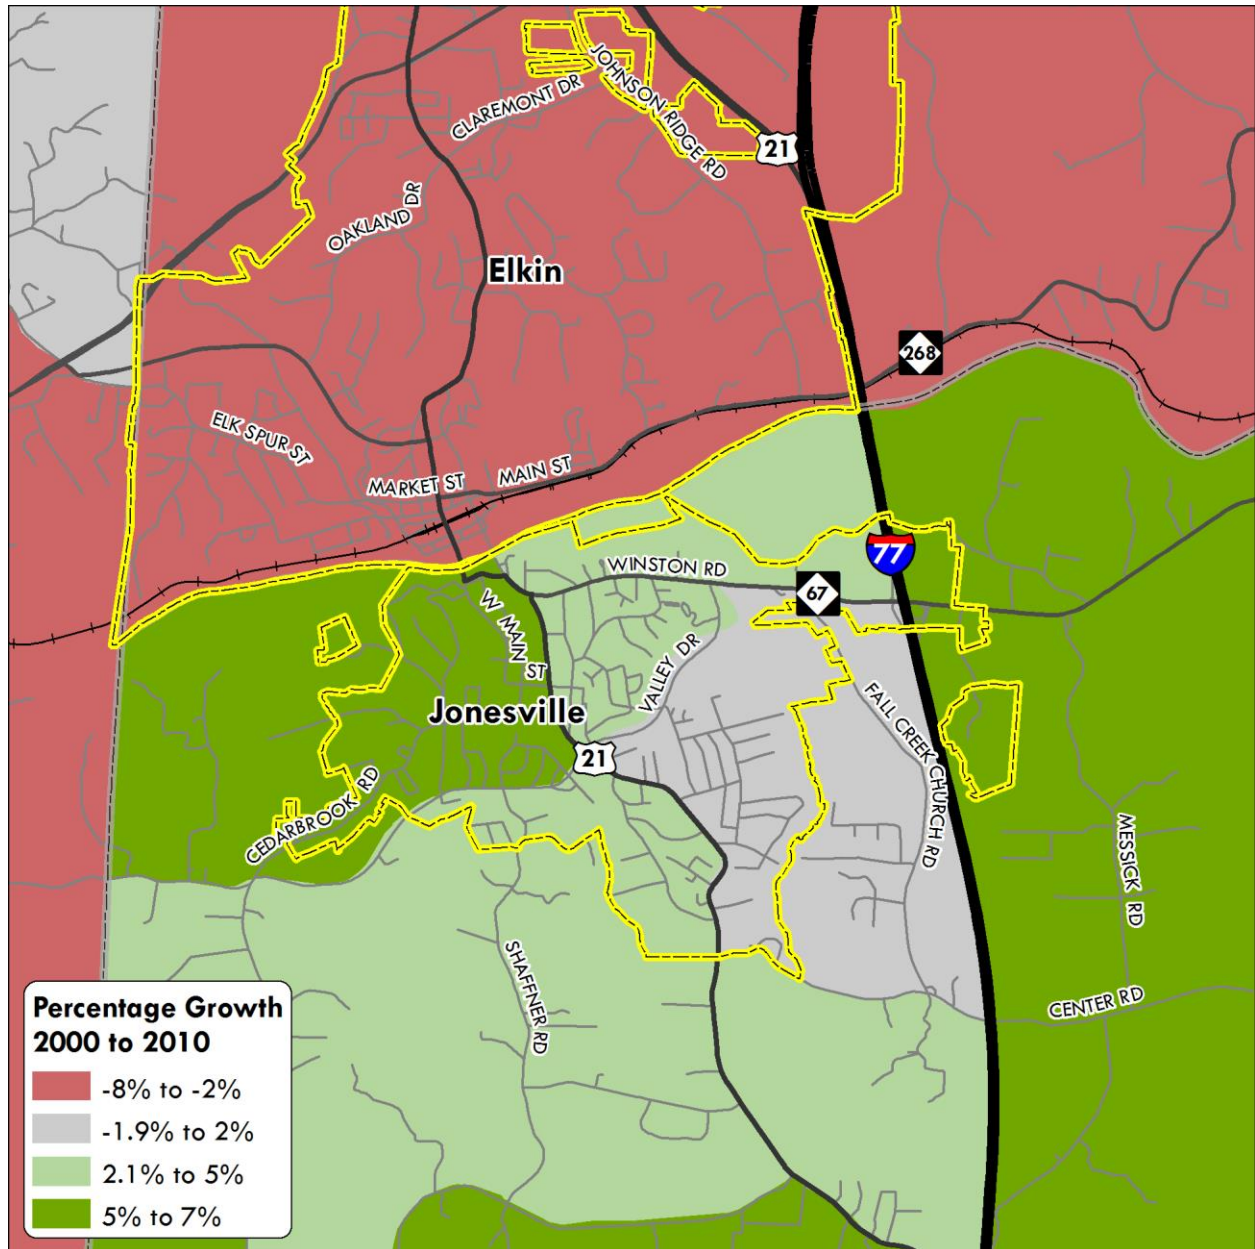 JOHNSON RIDGE RD
CLAREMONT DR
21
OAKLAND DR
Elkin
268
ELK SPUR ST
MARKET ST
MAIN ST
77
WINSTON RD
67
W MAIN ST
VALLEY DR
Jonesville
21
FALL CREEK CHURCH RD
CEDARBROOK RD
MESSICK RD
SHAFFNER RD
CENTER RD
Percentage Growth
2000 to 2010
-8% to -2%
-1.9% to 2%
2.1% to 5%
5% to 7%